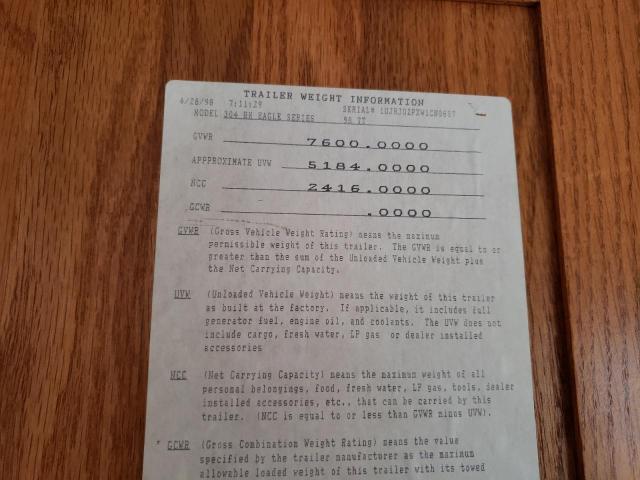 TRAILER WEIGHT INFORMATION
4/28/98 7:11:29 SERIAL#
MODEL 304 BH EAGLE SERIES 98 TT
GVWR 7600.0000
APPPROXIMATE UVW 5184.0000
NCC 2416.0000
GCWR .0000
GVWR (Gross Vehicle Weight Rating) means the maximum
permissible weight of this trailer. The GVWR is equal to or
greater than the sum of the Unloaded Vehicle Weight plus
the Net Carrying Capacity.
UVW (Unloaded Vehicle Weight) means the weight of this trailer
as built at the factory. If applicable, it includes full
generator fuel, engine oil, and coolants. The UVW does not
include cargo, fresh water, LP gas or dealer installed
accessories
NCC (Net Carrying Capacity) means the maximum weight of all
personal belongings, food, fresh water, LP gas, tools, dealer
installed accessories, etc., that can be carried by this
trailer. (NCC is equal to or less than GVWR minus UVW).
GCWR (Gross Combination Weight Rating) means the value
specified by the trailer manufacturer as the maximum
allowable loaded weight of this trailer with its towed